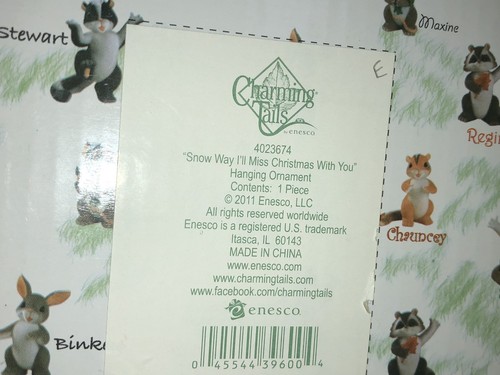 Stewart
Maxine
E
Charming
Tails
by enesco
4023674
"Snow Way I'll Miss Christmas With You"
Hanging Ornament
Contents: 1 Piece
© 2011 Enesco, LLC
All rights reserved worldwide
Enesco is a registered U.S. trademark
Itasca, IL 60143
MADE IN CHINA
www.enesco.com
www.charmingtails.com
www.facebook.com/charmingtails
enesco
0 45544 39600 4
Regin
Chauncey
Binke